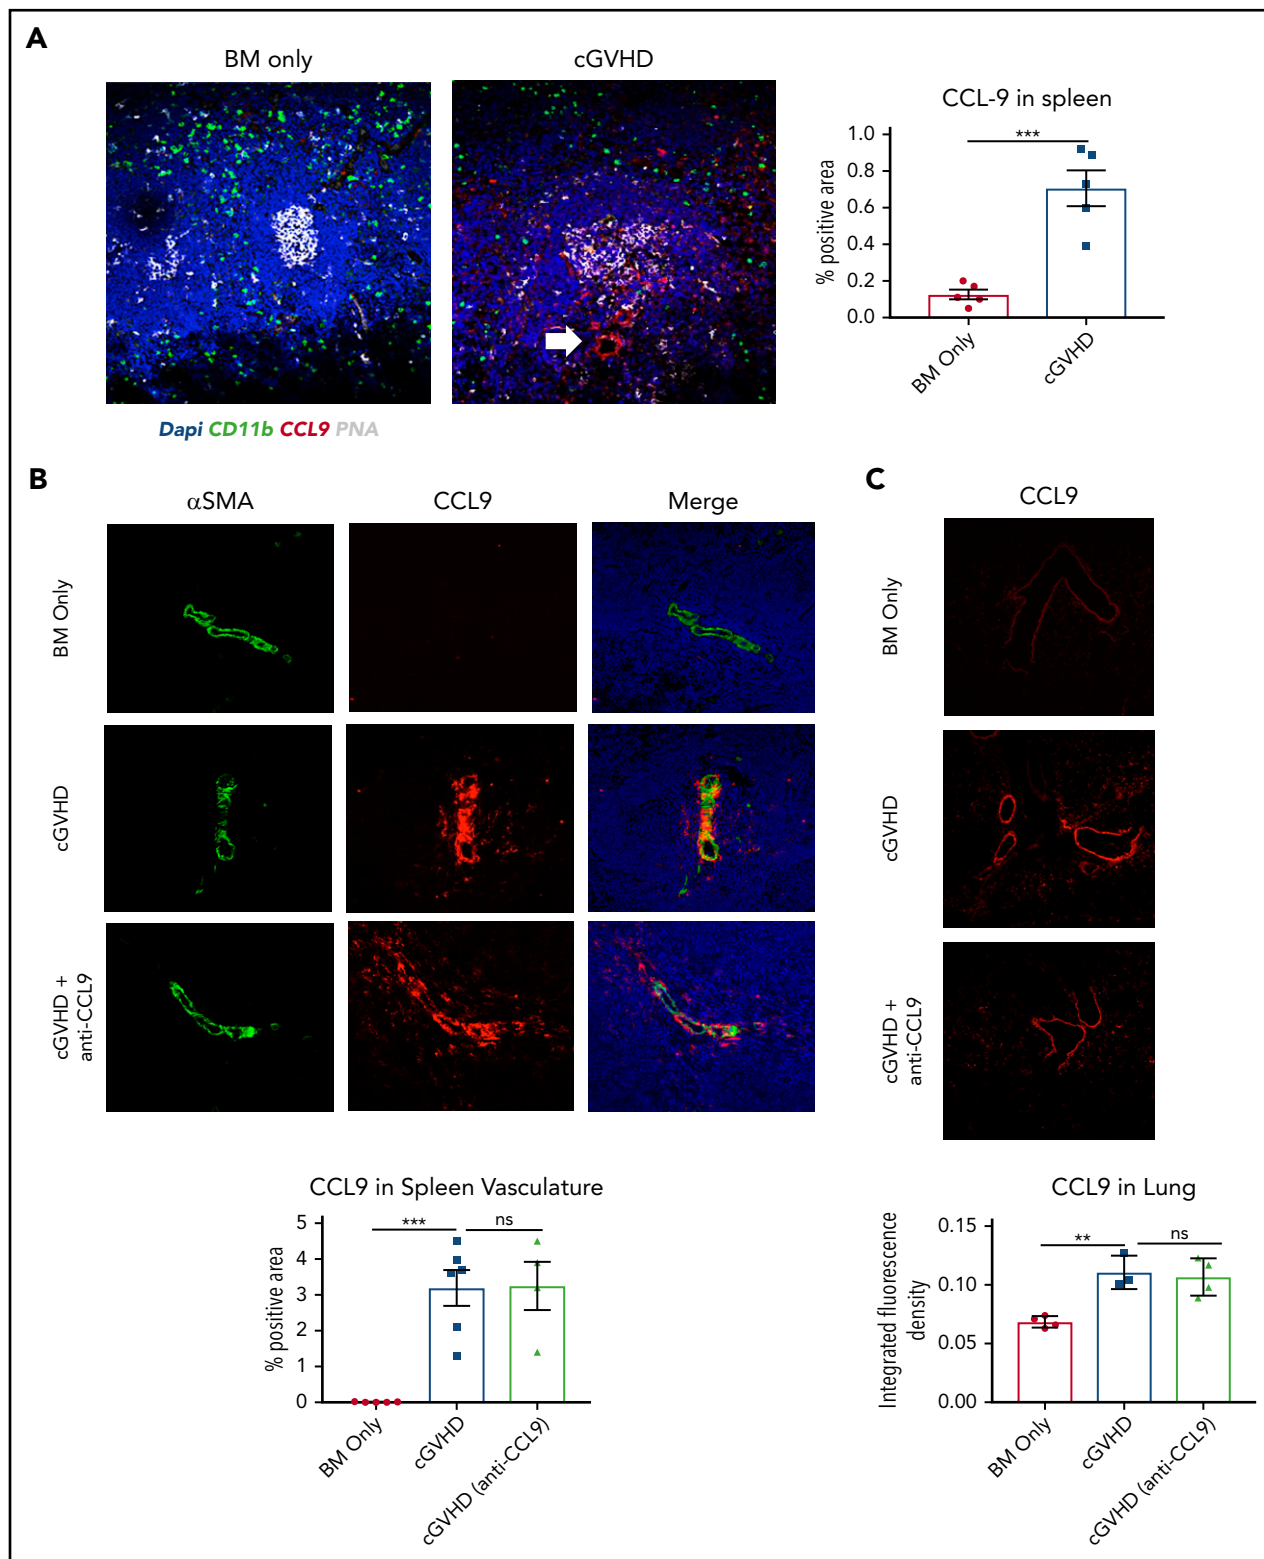 A
BM only
cGVHD
Dapi CD11b CCL9 PNA
CCL-9 in spleen
***
% positive area
1.0
0.8
0.6
0.4
0.2
0.0
BM Only
cGVHD
B
αSMA
CCL9
Merge
BM Only
cGVHD
cGVHD +
anti-CCL9
CCL9 in Spleen Vasculature
***
ns
% positive area
5
4
3
2
1
0
BM Only
cGVHD
cGVHD (anti-CCL9)
C
CCL9
BM Only
cGVHD
cGVHD +
anti-CCL9
CCL9 in Lung
**
ns
Integrated fluorescence
density
0.15
0.10
0.05
0.00
BM Only
cGVHD
cGVHD (anti-CCL9)